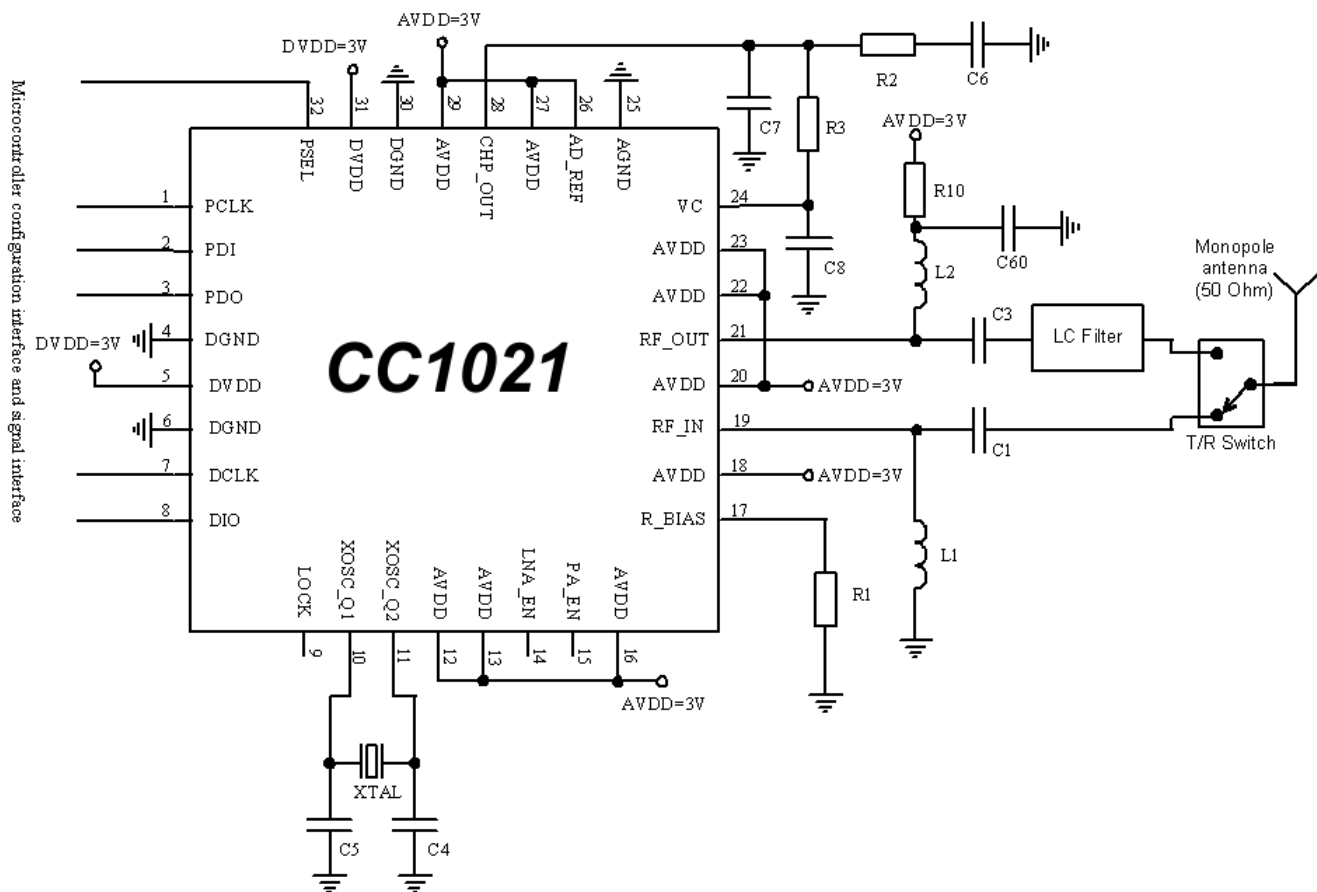 AVDD=3V
DVDD=3V
R2
C6
32
31
30
29
28
27
26
25
C7
R3
AVDD=3V
PSEL
DVDD
DGND
AVDD
CHP_OUT
AVDD
AD_REF
AGND
R10
Microcontroller configuration interface and signal interface
1
PCLK
VC
24
2
PDI
AVDD
23
C8
L2
C60
Monopole
antenna
(50 Ohm)
3
PDO
AVDD
22
C3
DVDD=3V
4
DGND
CC1021
RF_OUT
21
LC Filter
5
DVDD
AVDD
20
AVDD=3V
6
DGND
RF_IN
19
C1
T/R Switch
7
DCLK
AVDD
18
AVDD=3V
8
DIO
R_BIAS
17
L1
R1
LOCK
XOSC_Q1
XOSC_Q2
AVDD
AVDD
LNA_EN
PA_EN
AVDD
9
10
11
12
13
14
15
16
AVDD=3V
XTAL
C5
C4